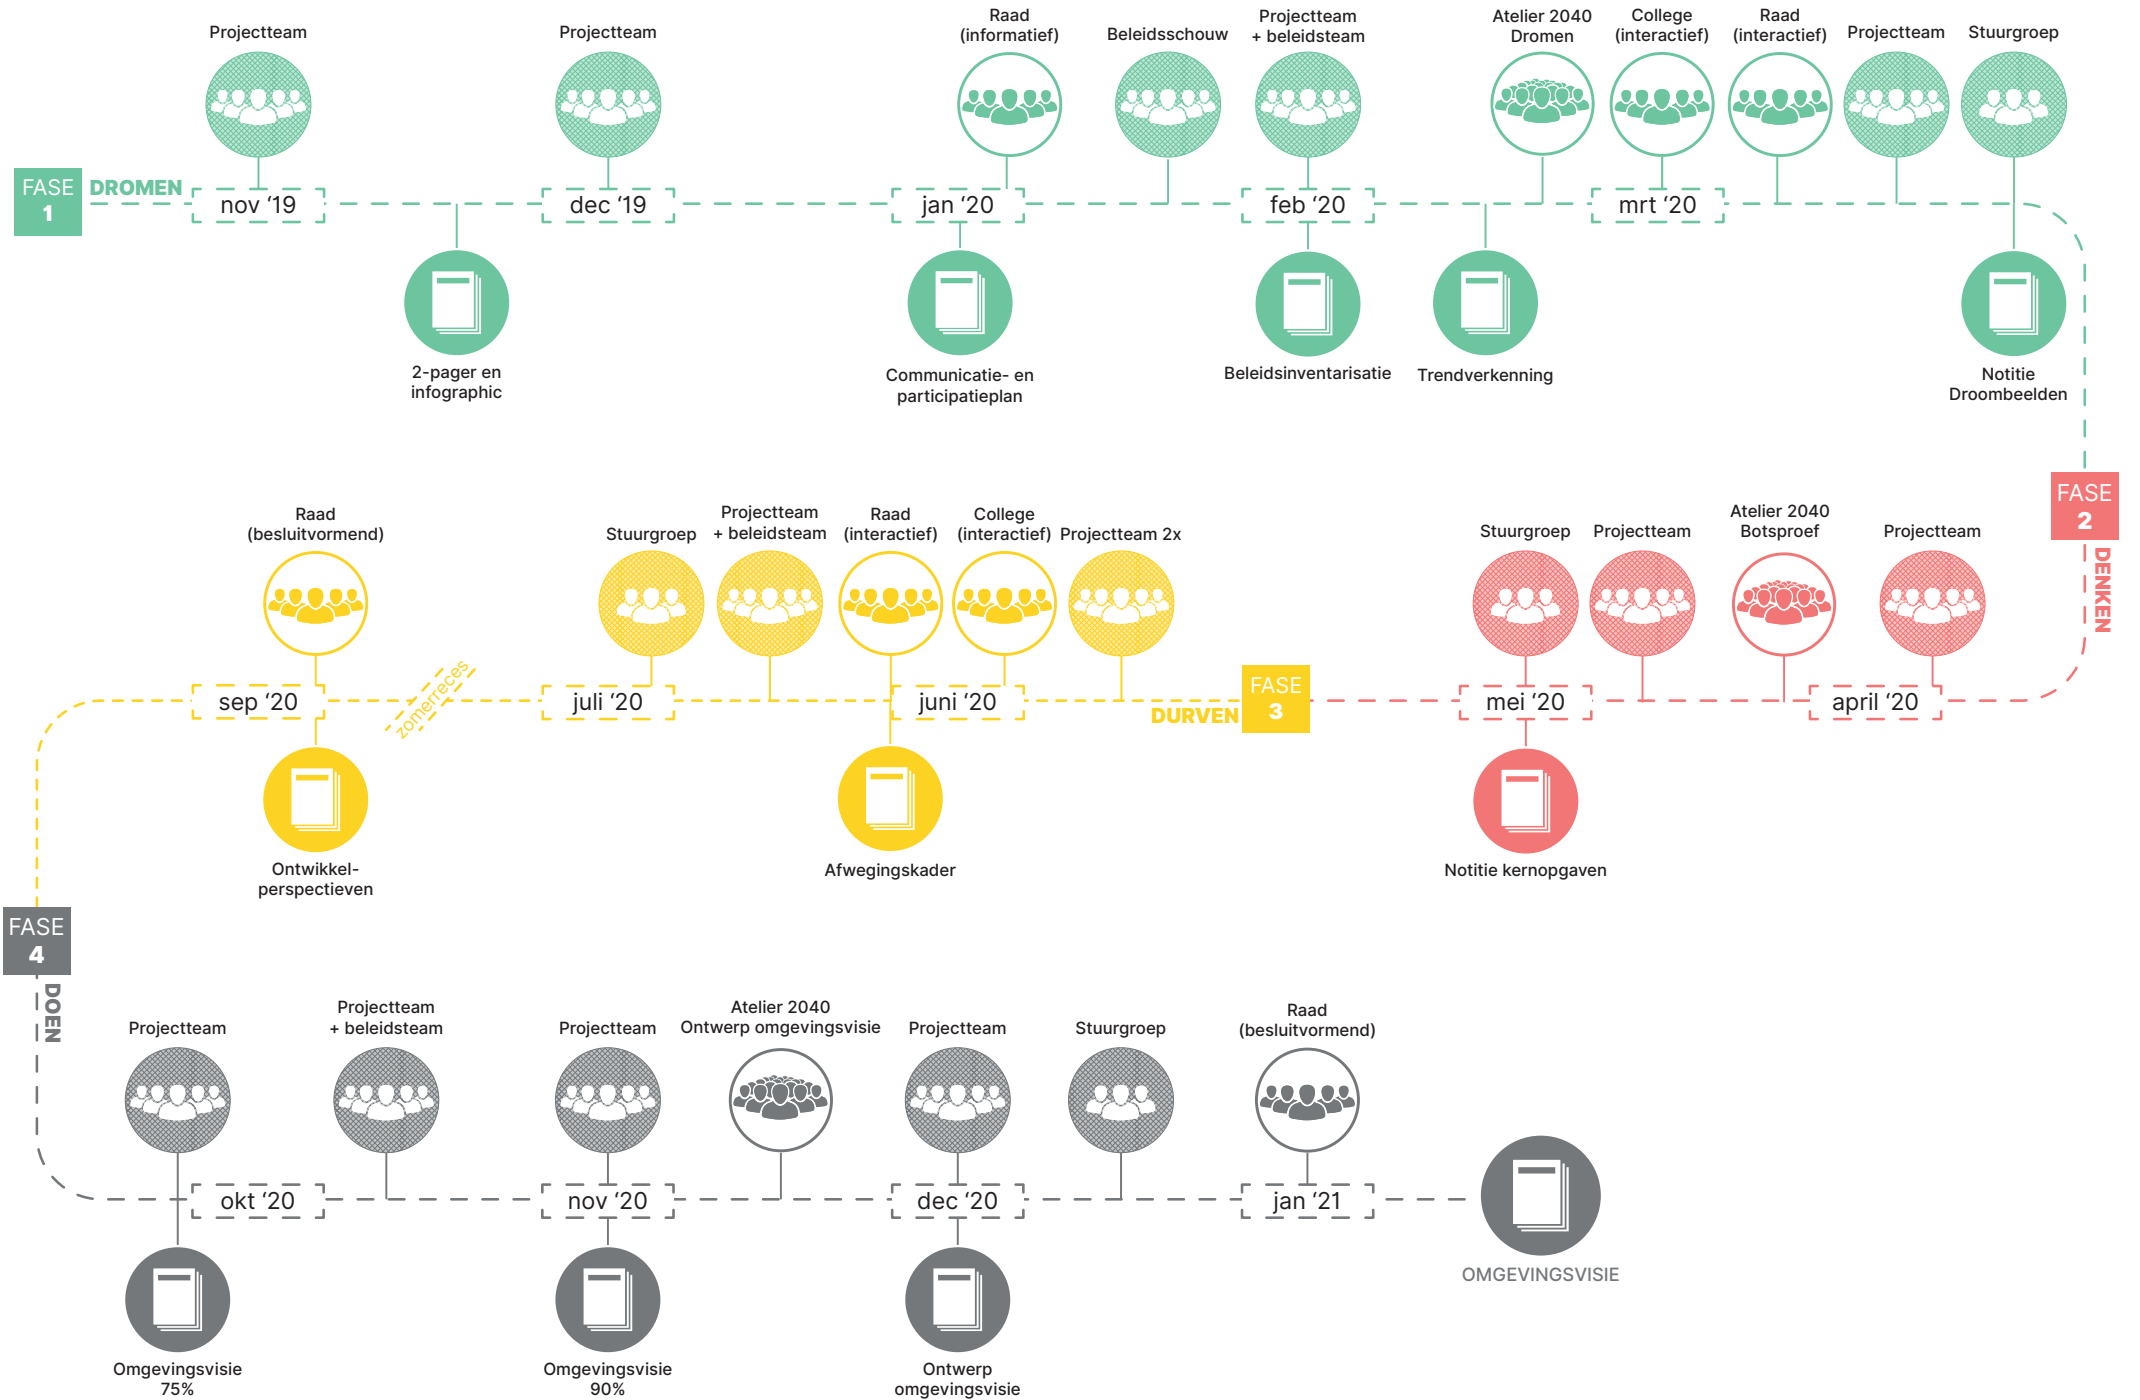 Projectteam
Projectteam
Raad
(informatief)
Beleidsschouw
Projectteam
+ beleidsteam
Atelier 2040
Dromen
College
(interactief)
Raad
(interactief)
Projectteam
Stuurgroep
FASE
1
DROMEN
nov ‘19
dec ‘19
jan ‘20
feb ‘20
mrt ‘20
2-pager en
infographic
Communicatie- en
participatieplan
Beleidsinventarisatie
Trendverkenning
Notitie
Droombeelden
FASE
2
DENKEN
Projectteam
Atelier 2040
Botsproef
Projectteam
Stuurgroep
april ‘20
mei ‘20
Notitie kernopgaven
FASE
3
DURVEN
Projectteam 2x
College
(interactief)
Raad
(interactief)
Projectteam
+ beleidsteam
Stuurgroep
Raad
(besluitvormend)
juni ‘20
juli ‘20
zomerreces
sep ‘20
Afwegingskader
Ontwikkel-
perspectieven
FASE
4
DOEN
Projectteam
Projectteam
+ beleidsteam
Projectteam
Atelier 2040
Ontwerp omgevingsvisie
Projectteam
Stuurgroep
Raad
(besluitvormend)
okt ‘20
nov ‘20
dec ‘20
jan ‘21
OMGEVINGSVISIE
Omgevingsvisie
75%
Omgevingsvisie
90%
Ontwerp
omgevingsvisie